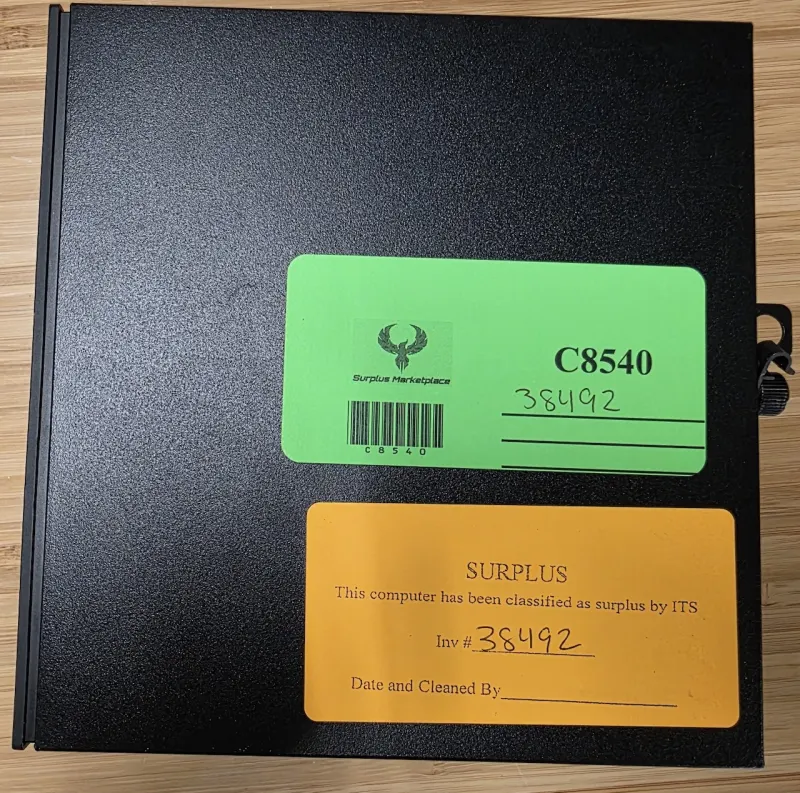 Surplus Marketplace
C8540
C8540
38492
SURPLUS
This computer has been classified as surplus by ITS
Inv # 38492
Date and Cleaned By